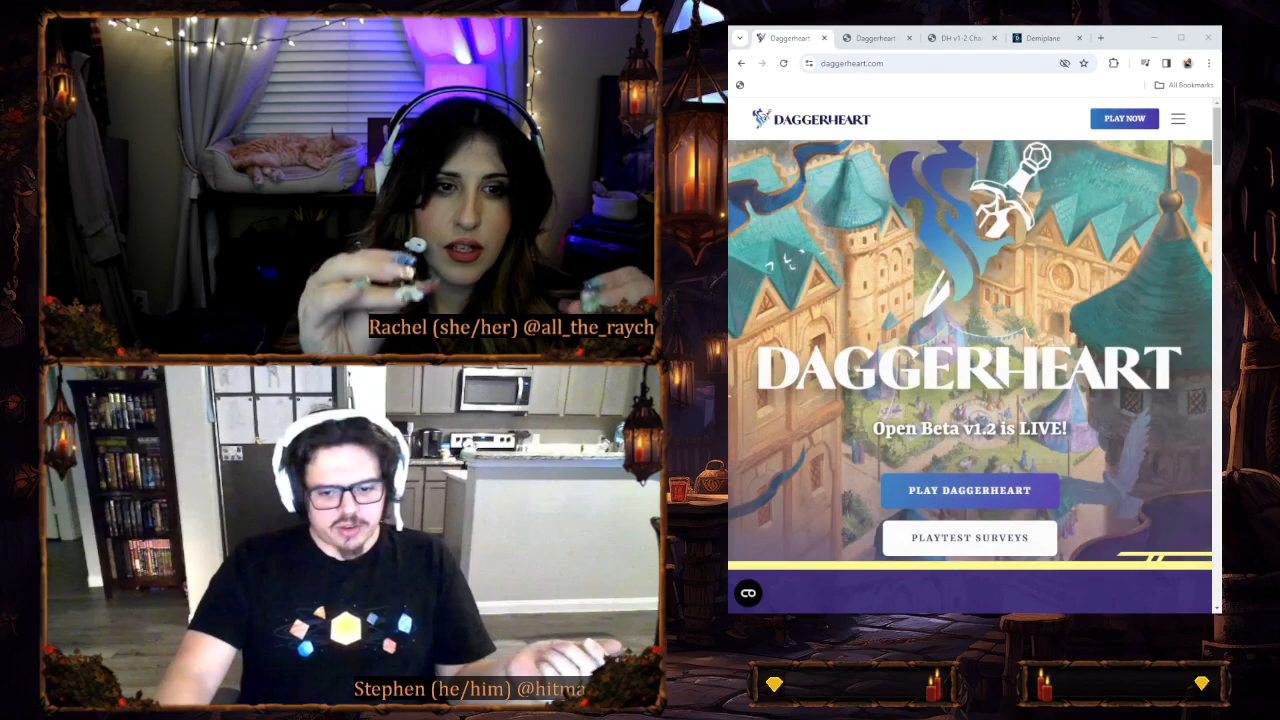 Rachel (she/her) @all_the_raych
Stephen (he/him) @hitma
Daggerheart
Daggerheart
DH v1-2 Cha
Demiplane
daggerheart.com
All Bookmarks
DAGGERHEART
PLAY NOW
DAGGERHEART
Open Beta v1.2 is LIVE!
PLAY DAGGERHEART
PLAYTEST SURVEYS